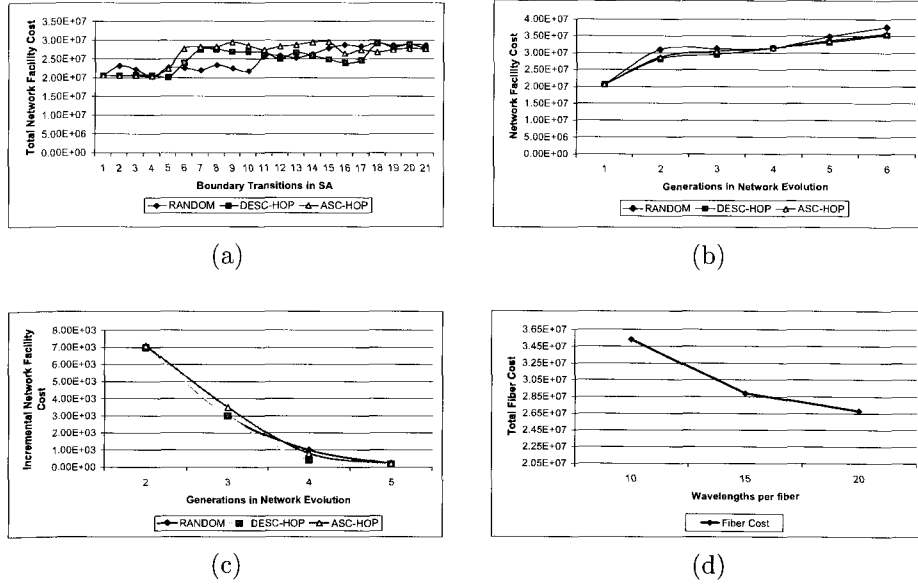 Total Network Facility Cost
3.50E+07
3.00E+07
2.50E+07
2.00E+07
1.50E+07
1.00E+07
5.00E+06
0.00E+00
1 2 3 4 5 6 7 8 9 10 11 12 13 14 15 16 17 18 19 20 21
Boundary Transitions in SA
RANDOM DESC-HOP ASC-HOP
(a)
Network Facility Cost
4.00E+07
3.50E+07
3.00E+07
2.50E+07
2.00E+07
1.50E+07
1.00E+07
5.00E+06
0.00E+00
1 2 3 4 5 6
Generations in Network Evolution
RANDOM DESC-HOP ASC-HOP
(b)
Incremental Network Facility
Cost
8.00E+03
7.00E+03
6.00E+03
5.00E+03
4.00E+03
3.00E+03
2.00E+03
1.00E+03
0.00E+00
2 3 4 5
Generations in Network Evolution
RANDOM DESC-HOP ASC-HOP
(c)
Total Fiber Cost
3.65E+07
3.45E+07
3.25E+07
3.05E+07
2.85E+07
2.65E+07
2.45E+07
2.25E+07
2.05E+07
10 15 20
Wavelengths per fiber
Fiber Cost
(d)